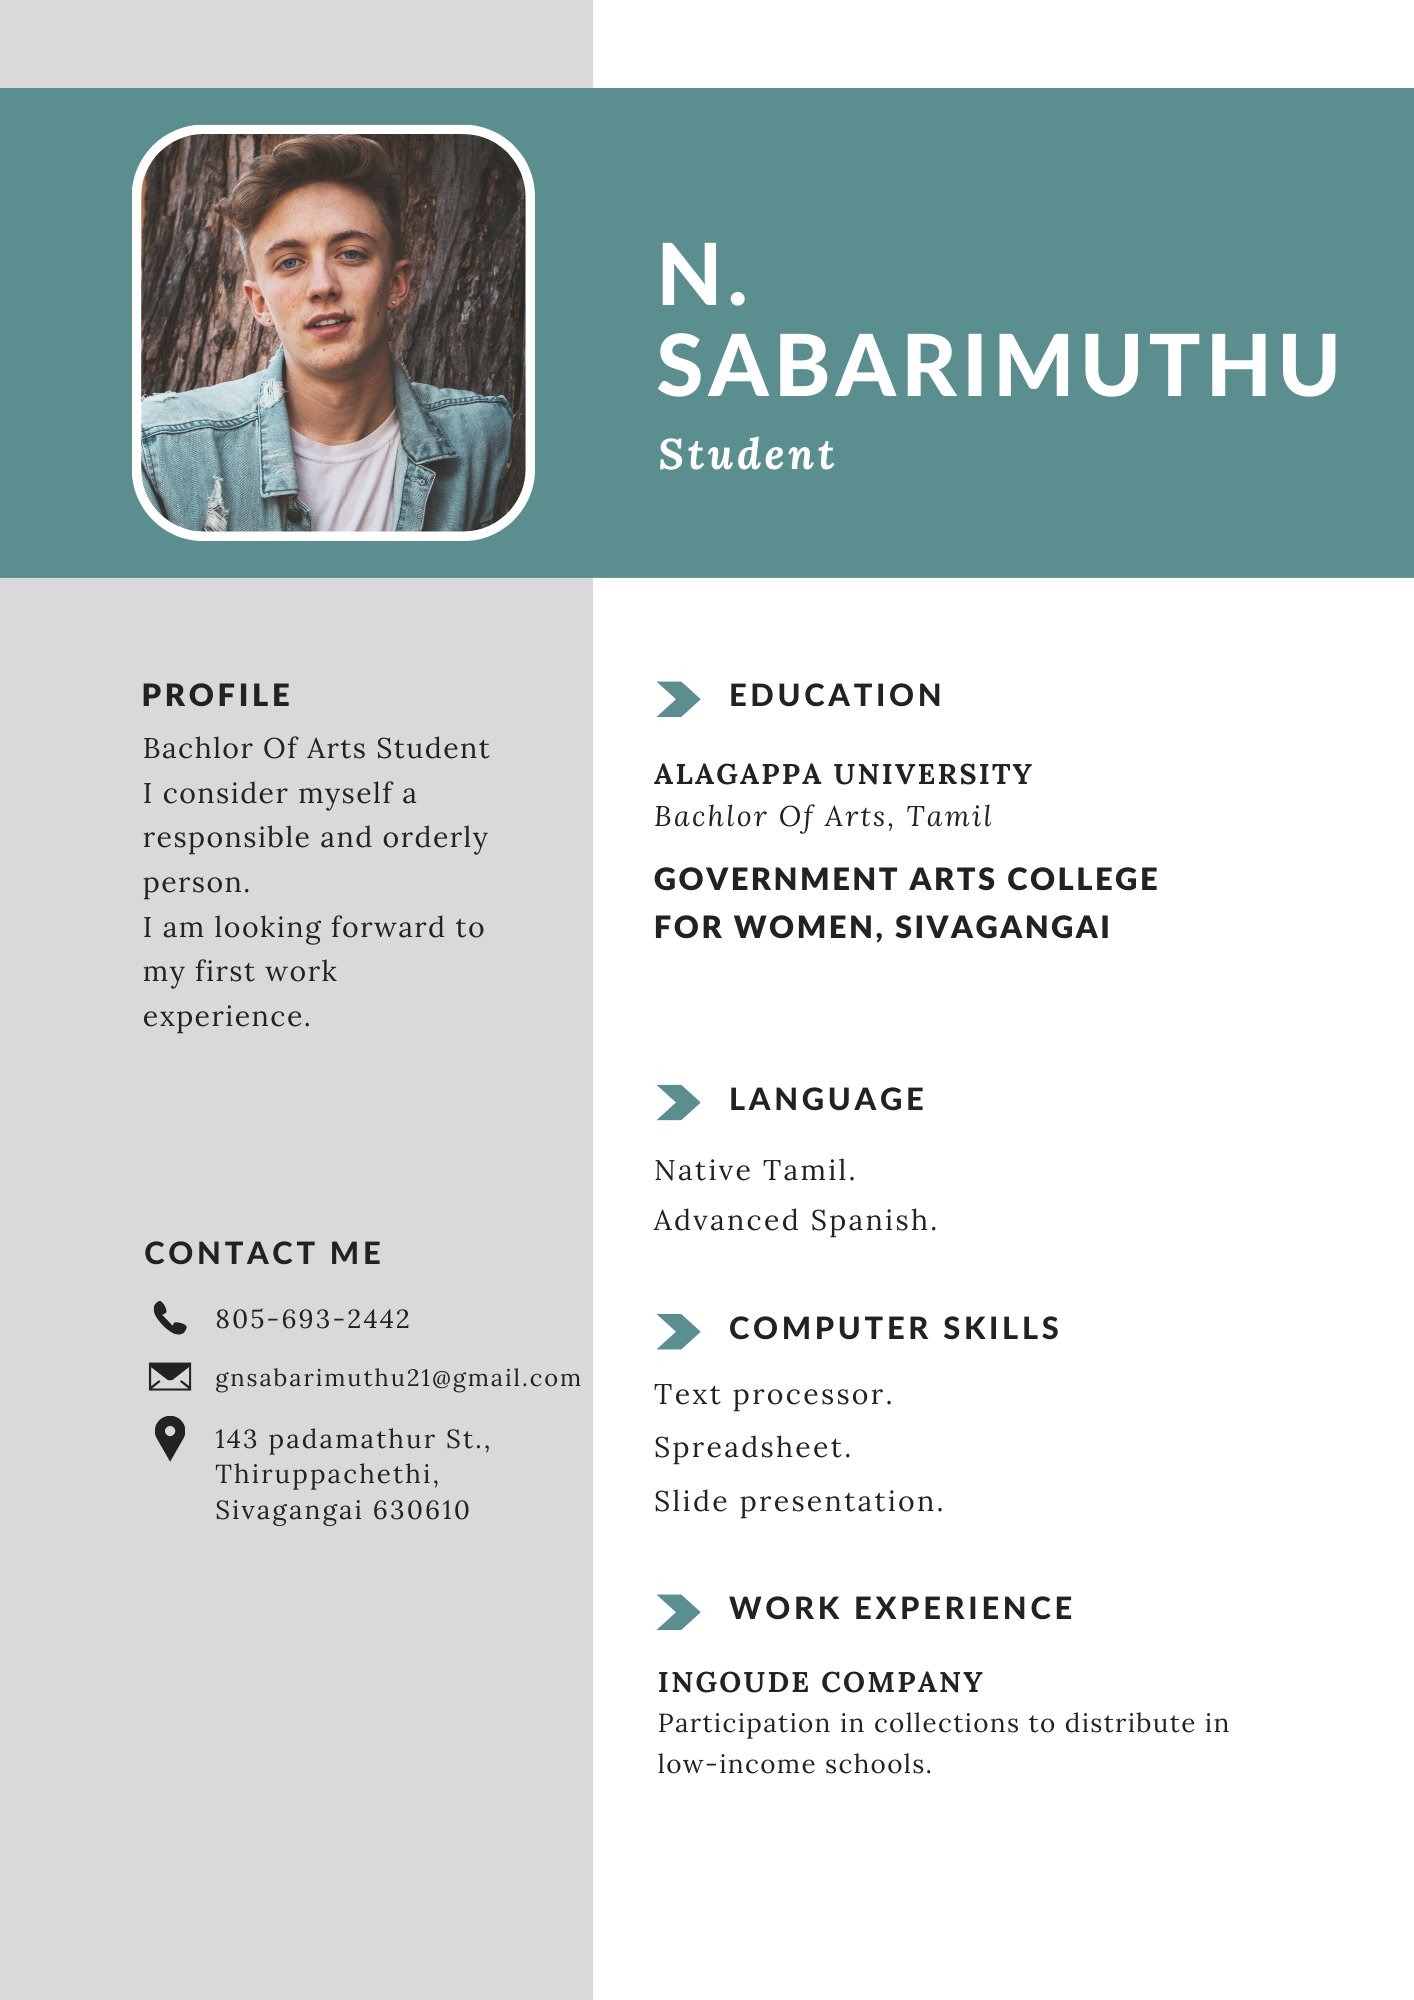 N.
SABARIMUTHU
Student
PROFILE
Bachlor Of Arts Student
I consider myself a
responsible and orderly
person.
I am looking forward to
my first work
experience.
CONTACT ME
805-693-2442
gnsabarimuthu21@gmail.com
143 padamathur St.,
Thiruppachethi,
Sivagangai 630610
EDUCATION
ALAGAPPA UNIVERSITY
Bachlor Of Arts, Tamil
GOVERNMENT ARTS COLLEGE
FOR WOMEN, SIVAGANGAI
LANGUAGE
Native Tamil.
Advanced Spanish.
COMPUTER SKILLS
Text processor.
Spreadsheet.
Slide presentation.
WORK EXPERIENCE
INGOUDE COMPANY
Participation in collections to distribute in
low-income schools.